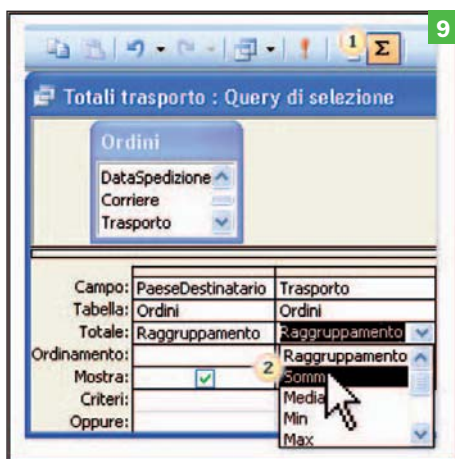 9
1 Σ
Totali trasporto : Query di selezione
Ordini
DataSpedizione
Corriere
Trasporto
Campo: PaeseDestinatario Trasporto
Tabella: Ordini Ordini
Totale: Raggruppamento Raggruppamento
Ordinamento: Raggruppamento
Mostra: 2 Somm
Criteri: Media
Oppure: Min
Max